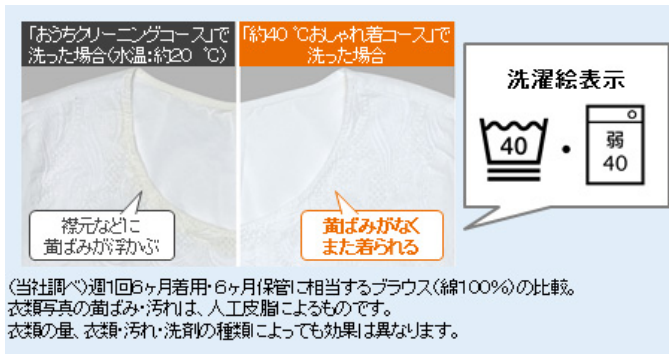 「おうちクリーニングコース」で
洗った場合(水温:約20 ℃)
「約40 ℃おしゃれ着コース」で
洗った場合
襟元などに
黄ばみが浮かぶ
黄ばみがなく
また着られる
洗濯絵表示
40
・
弱
40
(当社調べ)週1回6ヶ月着用・6ヶ月保管に相当するブラウス(綿100%)の比較。
衣類写真の黄ばみ・汚れは、人工皮脂によるものです。
衣類の量、衣類・汚れ・洗剤の種類によっても効果は異なります。